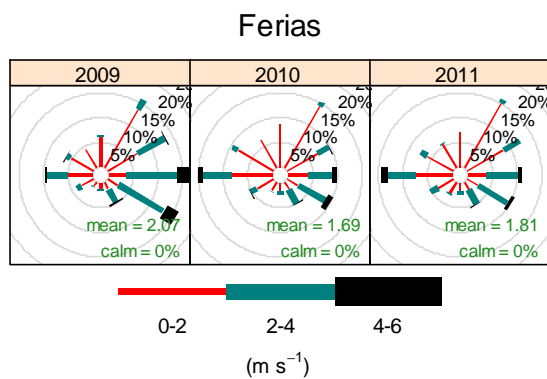 Ferias
2009 2010 2011
20% 20% 20%
15% 15% 15%
10% 10% 10%
5% 5% 5%
mean = 2.07 mean = 1.69 mean = 1.81
calm = 0% calm = 0% calm = 0%
0-2 2-4 4-6
(m s⁻¹)